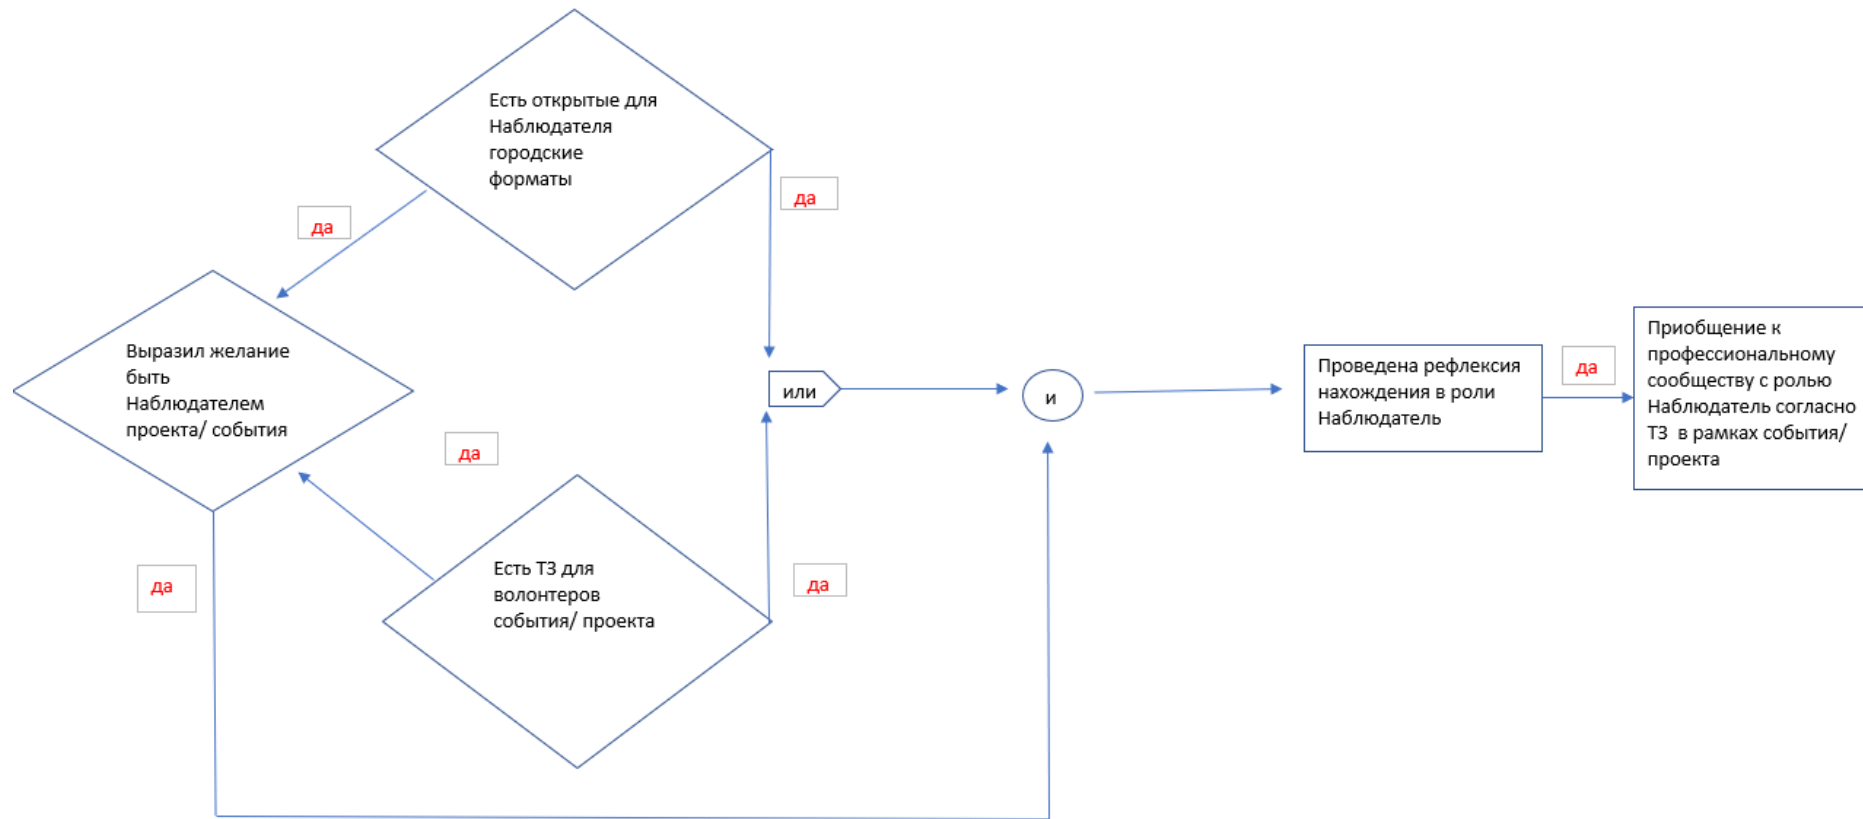 Есть открытые для
Наблюдателя
городские
форматы
да
да
Выразил желание
быть
Наблюдателем
проекта/ события
или
и
Проведена рефлексия
нахождения в роли
Наблюдатель
да
Приобщение к
профессиональному
сообществу с ролью
Наблюдатель согласно
ТЗ в рамках события/
проекта
да
Есть ТЗ для
волонтеров
события/ проекта
да
да